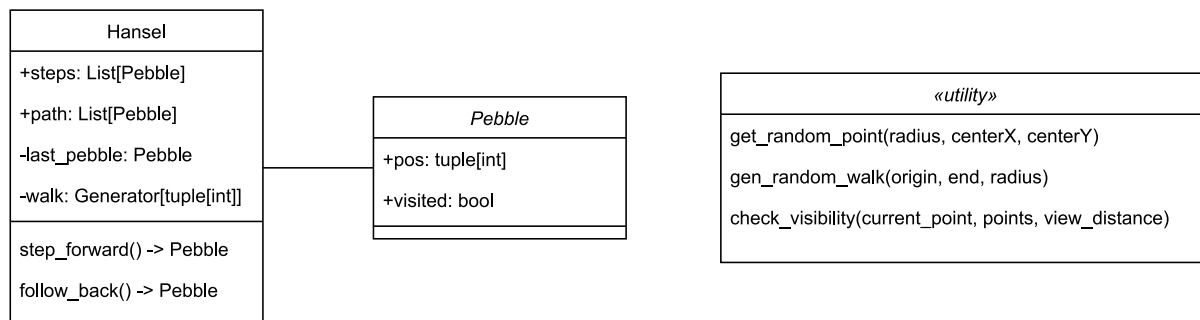 Hansel
+steps: List[Pebble]
+path: List[Pebble]
-last_pebble: Pebble
-walk: Generator[tuple[int]]
step_forward() -> Pebble
follow_back() -> Pebble
Pebble
+pos: tuple[int]
+visited: bool
«utility»
get_random_point(radius, centerX, centerY)
gen_random_walk(origin, end, radius)
check_visibility(current_point, points, view_distance)